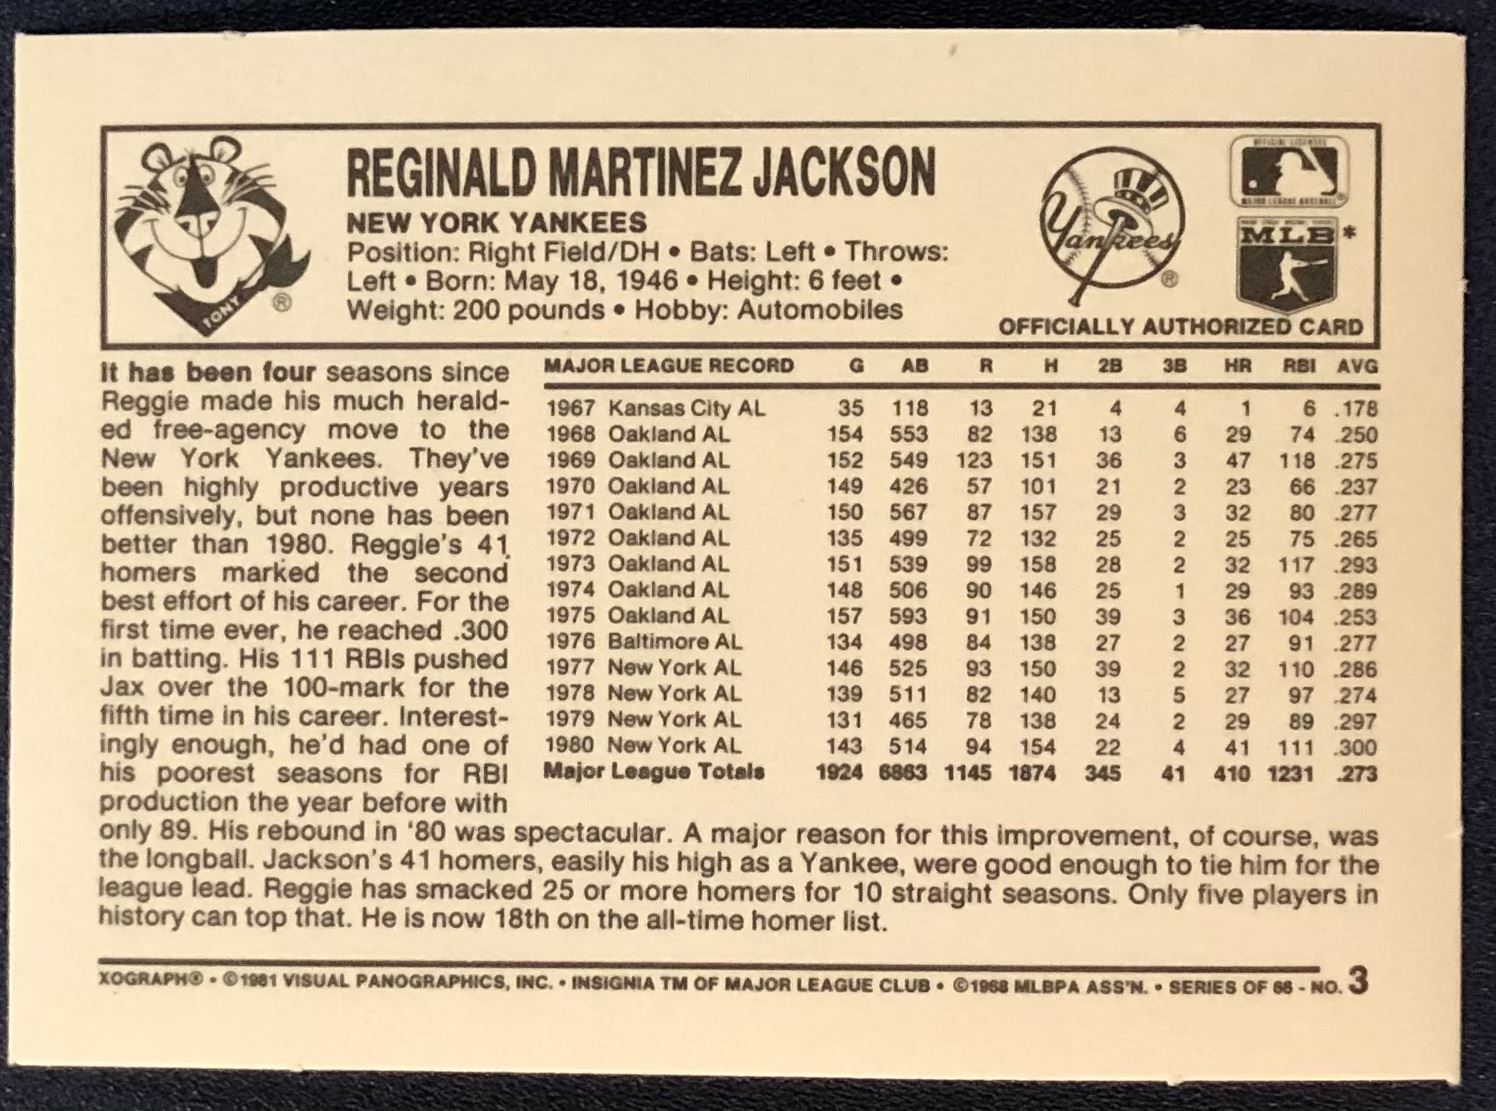 TONY
®
REGINALD MARTINEZ JACKSON
NEW YORK YANKEES
Position: Right Field/DH • Bats: Left • Throws:
Left • Born: May 18, 1946 • Height: 6 feet •
Weight: 200 pounds • Hobby: Automobiles
Yankees
®
OFFICIAL LICENSEE
MAJOR LEAGUE BASEBALL
®
MLB *
OFFICIALLY AUTHORIZED CARD
It has been four seasons since
Reggie made his much herald-
ed free-agency move to the
New York Yankees. They've
been highly productive years
offensively, but none has been
better than 1980. Reggie's 41
homers marked the second
best effort of his career. For the
first time ever, he reached .300
in batting. His 111 RBIs pushed
Jax over the 100-mark for the
fifth time in his career. Interest-
ingly enough, he'd had one of
his poorest seasons for RBI
production the year before with
only 89. His rebound in '80 was spectacular. A major reason for this improvement, of course, was
the longball. Jackson's 41 homers, easily his high as a Yankee, were good enough to tie him for the
league lead. Reggie has smacked 25 or more homers for 10 straight seasons. Only five players in
history can top that. He is now 18th on the all-time homer list.
MAJOR LEAGUE RECORD G AB R H 2B 3B HR RBI AVG
1967 Kansas City AL 35 118 13 21 4 4 1 6 .178
1968 Oakland AL 154 553 82 138 13 6 29 74 .250
1969 Oakland AL 152 549 123 151 36 3 47 118 .275
1970 Oakland AL 149 426 57 101 21 2 23 66 .237
1971 Oakland AL 150 567 87 157 29 3 32 80 .277
1972 Oakland AL 135 499 72 132 25 2 25 75 .265
1973 Oakland AL 151 539 99 158 28 2 32 117 .293
1974 Oakland AL 148 506 90 146 25 1 29 93 .289
1975 Oakland AL 157 593 91 150 39 3 36 104 .253
1976 Baltimore AL 134 498 84 138 27 2 27 91 .277
1977 New York AL 146 525 93 150 39 2 32 110 .286
1978 New York AL 139 511 82 140 13 5 27 97 .274
1979 New York AL 131 465 78 138 24 2 29 89 .297
1980 New York AL 143 514 94 154 22 4 41 111 .300
Major League Totals 1924 6863 1145 1874 345 41 410 1231 .273
XOGRAPH® • ©1981 VISUAL PANOGRAPHICS, INC. • INSIGNIA TM OF MAJOR LEAGUE CLUB • ©1968 MLBPA ASS'N. • SERIES OF 66 - NO. 3